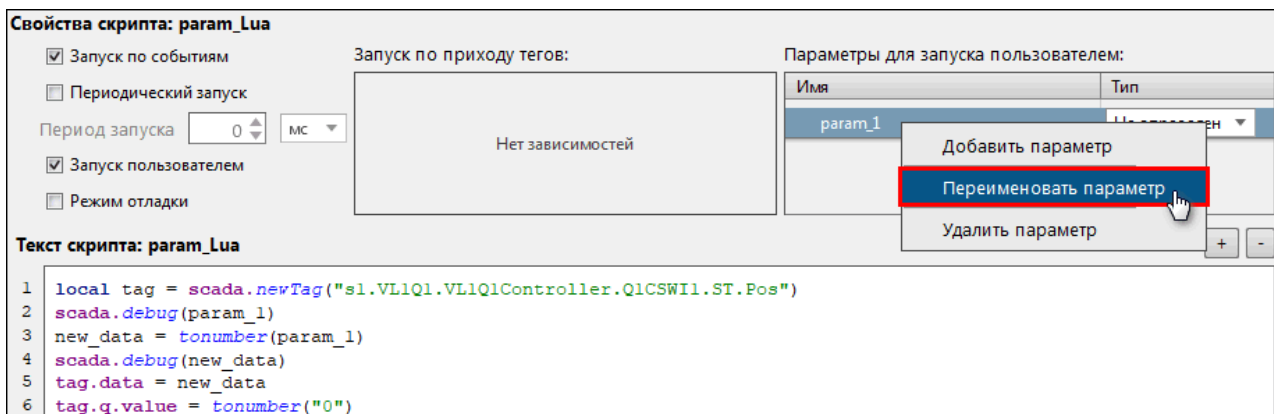 Свойства скрипта: param_Lua
Запуск по событиям
Периодический запуск
Период запуска 0 мс
Запуск пользователем
Режим отладки
Запуск по приходу тегов:
Нет зависимостей
Параметры для запуска пользователем:
Имя Тип
param_1
Добавить параметр
Переименовать параметр
Удалить параметр
+ -
Текст скрипта: param_Lua
1 local tag = scada.newTag("s1.VL1Q1.VL1Q1Controller.Q1CSWI1.ST.Pos")
2 scada.debug(param_1)
3 new_data = tonumber(param_1)
4 scada.debug(new_data)
5 tag.data = new_data
6 tag.q.value = tonumber("0")